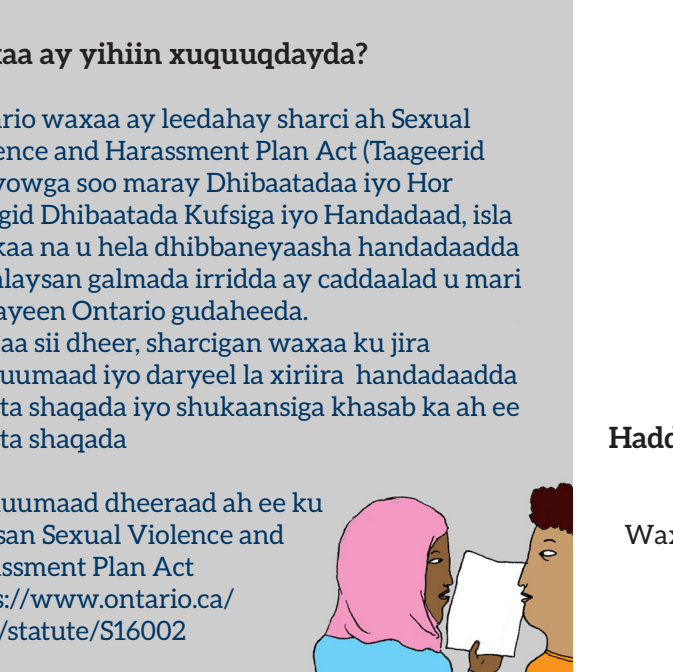 xaa ay yihiin xuquuqdayda?
ario waxaa ay leedahay sharci ah Sexual
ence and Harassment Plan Act (Taageerid
yowga soo maray Dhibaatadaa iyo Hor
gid Dhibaatada Kufsiga iyo Handadaad, isla
kaa na u hela dhibbaneyaasha handadaadda
alaysan galmada irridda ay caddaalad u mari
ayeen Ontario gudaheeda.
aa sii dheer, sharcigan waxaa ku jira
uumaad iyo daryeel la xiriira handadaadda
ta shaqada iyo shukaansiga khasab ka ah ee
ta shaqada
uumaad dheeraad ah ee ku
san Sexual Violence and
assment Plan Act
s://www.ontario.ca/
/statute/S16002
Hadd
Wax